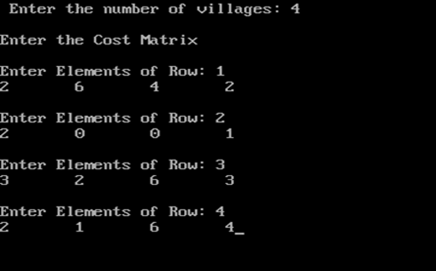 Enter the number of villages: 4
Enter the Cost Matrix
Enter Elements of Row: 1
2 6 4 2
Enter Elements of Row: 2
2 0 0 1
Enter Elements of Row: 3
3 2 6 3
Enter Elements of Row: 4
2 1 6 4_